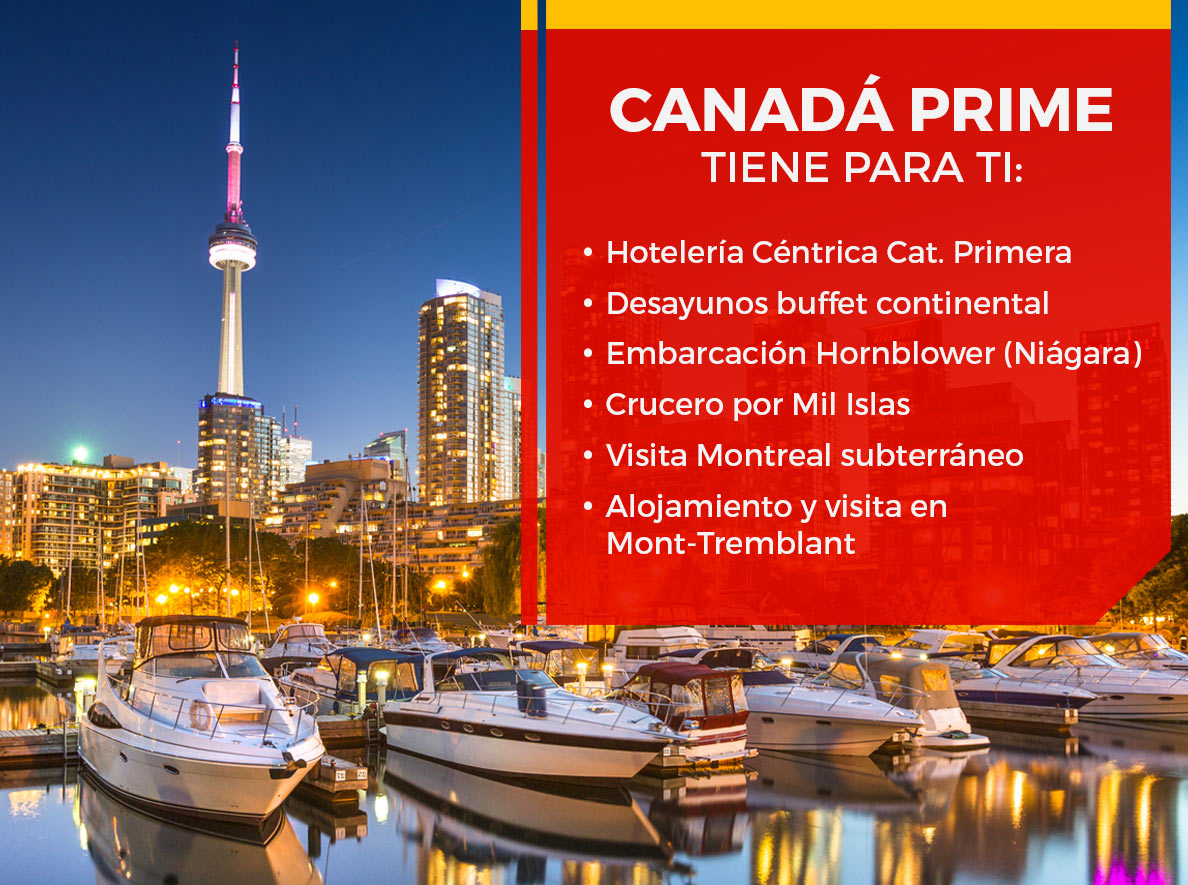 CANADÁ PRIME
TIENE PARA TI:
• Hotelería Céntrica Cat. Primera
• Desayunos buffet continental
• Embarcación Hornblower (Niágara)
• Crucero por Mil Islas
• Visita Montreal subterráneo
• Alojamiento y visita en
Mont-Tremblant